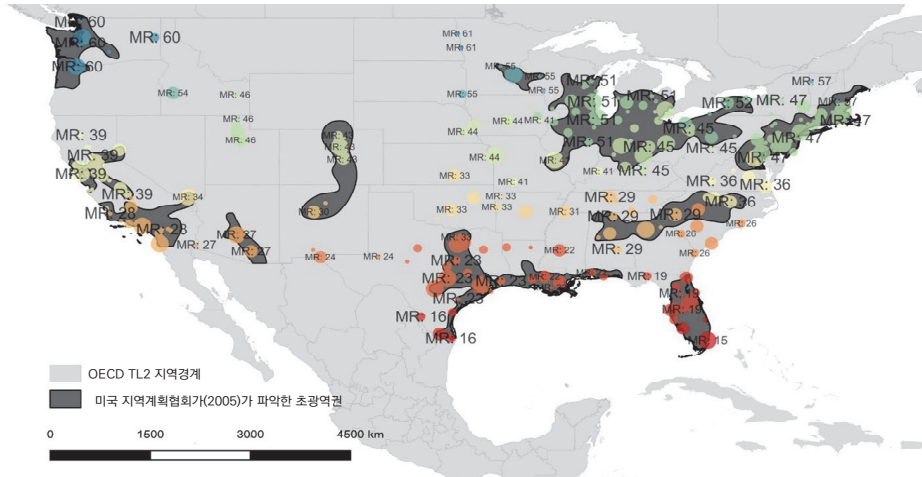 MR: 60
MR: 60
MR: 60
MR: 60
MR: 61
MR: 61
MR: 54
MR: 46
MR: 46
MR: 46
MR: 55
MR: 55
MR: 55
MR: 55
MR: 51
MR: 51
MR: 51
MR: 51
MR: 51
MR: 52
MR: 57
MR: 47
MR: 47
MR: 47
MR: 47
MR: 39
MR: 39
MR: 39
MR: 39
MR: 43
MR: 43
MR: 43
MR: 44
MR: 44
MR: 44
MR: 41
MR: 41
MR: 41
MR: 45
MR: 45
MR: 45
MR: 45
MR: 34
MR: 33
MR: 33
MR: 33
MR: 33
MR: 31
MR: 30
MR: 36
MR: 36
MR: 36
MR: 29
MR: 29
MR: 29
MR: 29
MR: 28
MR: 28
MR: 27
MR: 27
MR: 27
MR: 26
MR: 26
MR: 20
MR: 24
MR: 24
MR: 23
MR: 23
MR: 23
MR: 23
MR: 22
MR: 22
MR: 19
MR: 19
MR: 19
MR: 16
MR: 16
MR: 15
OECD TL2 지역경계
미국 지역계획협회가(2005)가 파악한 초광역권
0 1500 3000 4500 km